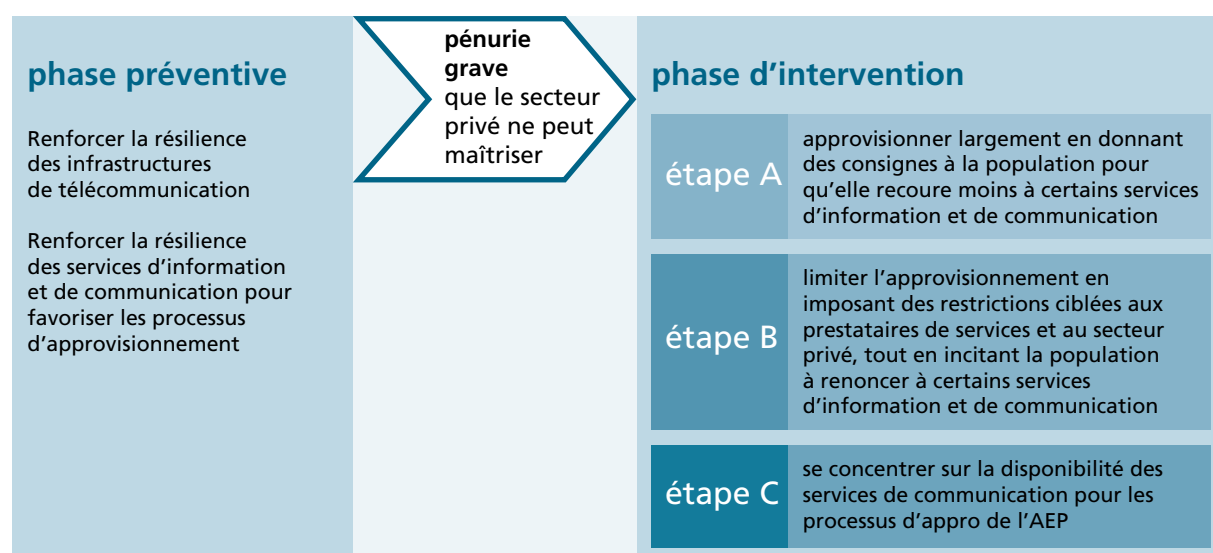 phase préventive
Renforcer la résilience
des infrastructures
de télécommunication
Renforcer la résilience
des services d'information
et de communication pour
favoriser les processus
d'approvisionnement
pénurie
grave
que le secteur
privé ne peut
maîtriser
phase d'intervention
étape A
approvisionner largement en donnant
des consignes à la population pour
qu'elle recoure moins à certains services
d'information et de communication
étape B
limiter l'approvisionnement en
imposant des restrictions ciblées aux
prestataires de services et au secteur
privé, tout en incitant la population
à renoncer à certains services
d'information et de communication
étape C
se concentrer sur la disponibilité des
services de communication pour les
processus d'appro de l'AEP